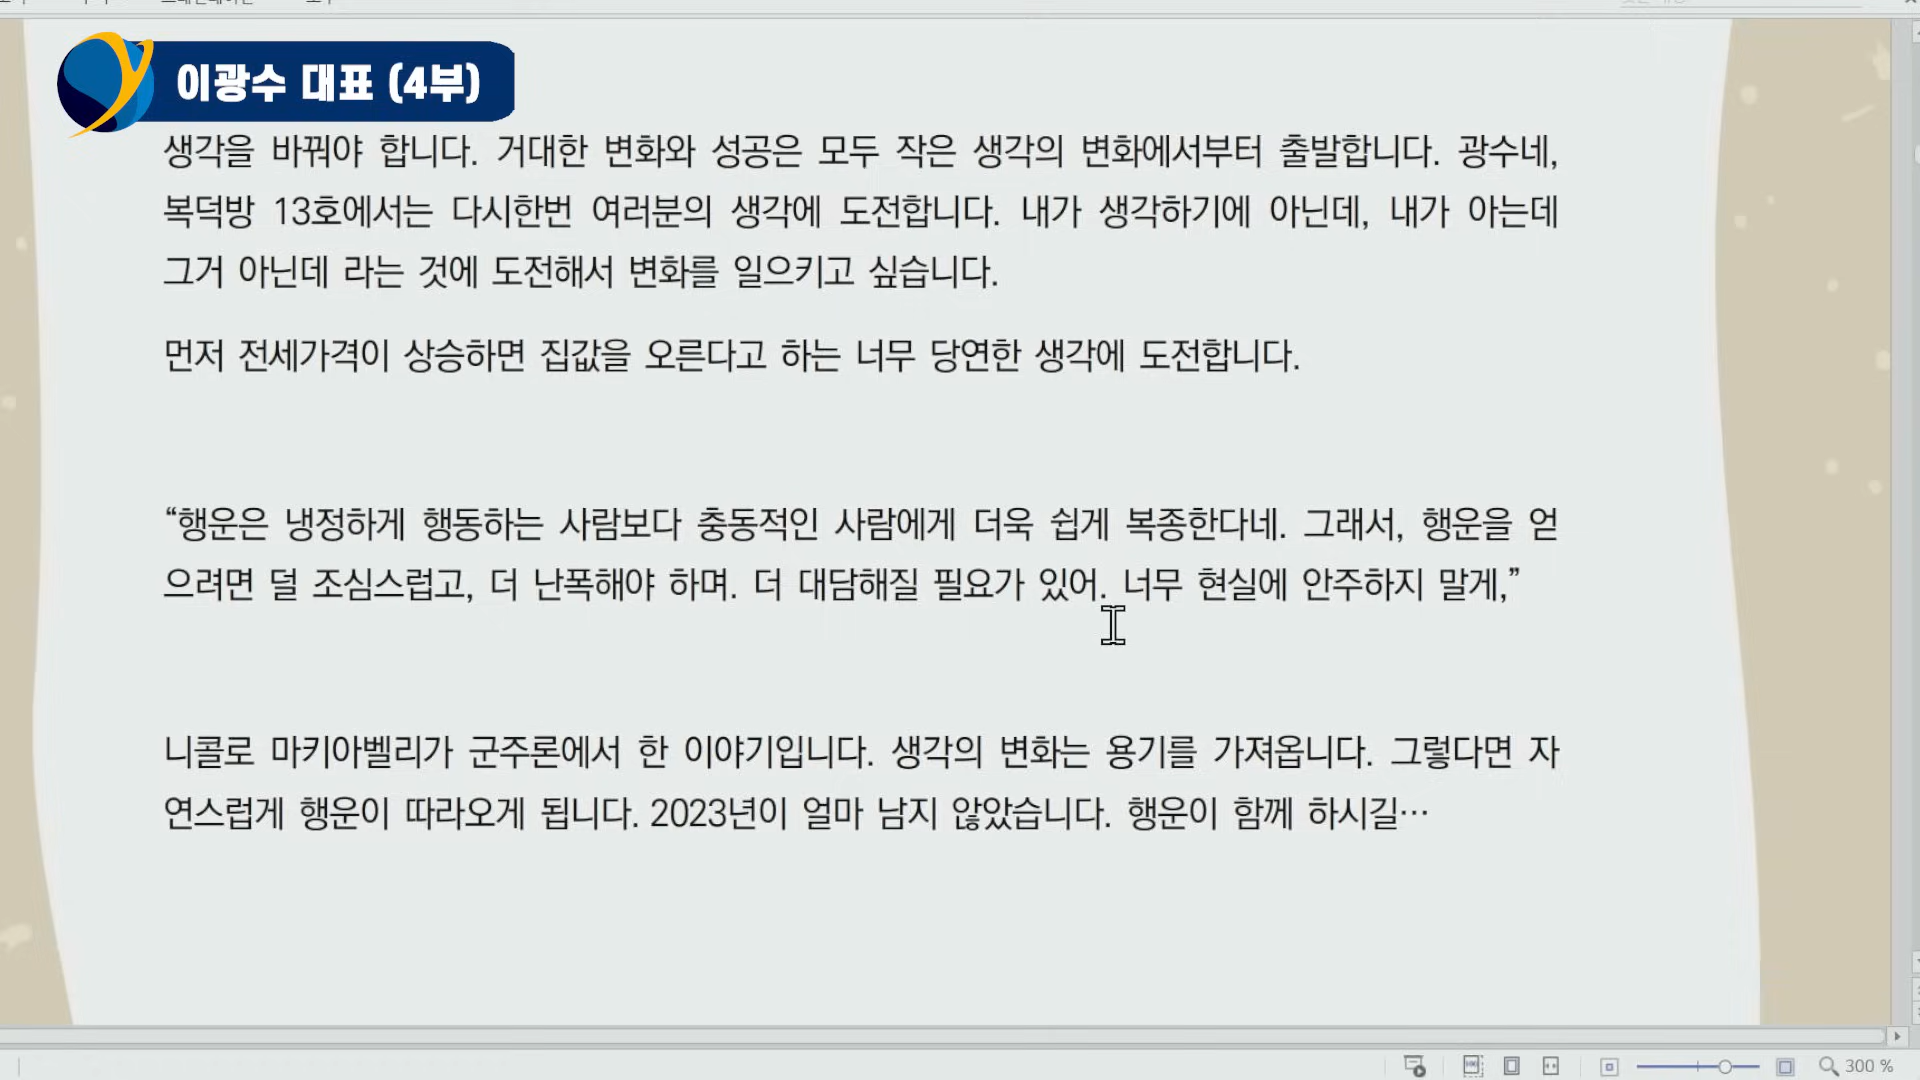 이광수 대표 (4부)
생각을 바꿔야 합니다. 거대한 변화와 성공은 모두 작은 생각의 변화에서부터 출발합니다. 광수네,
복덕방 13호에서는 다시한번 여러분의 생각에 도전합니다. 내가 생각하기에 아닌데, 내가 아는데
그거 아닌데 라는 것에 도전해서 변화를 일으키고 싶습니다.
먼저 전세가격이 상승하면 집값을 오른다고 하는 너무 당연한 생각에 도전합니다.
“행운은 냉정하게 행동하는 사람보다 충동적인 사람에게 더욱 쉽게 복종한다네. 그래서, 행운을 얻
으려면 덜 조심스럽고, 더 난폭해야 하며. 더 대담해질 필요가 있어. 너무 현실에 안주하지 말게,”
니콜로 마키아벨리가 군주론에서 한 이야기입니다. 생각의 변화는 용기를 가져옵니다. 그렇다면 자
연스럽게 행운이 따라오게 됩니다. 2023년이 얼마 남지 않았습니다. 행운이 함께 하시길…
300 %